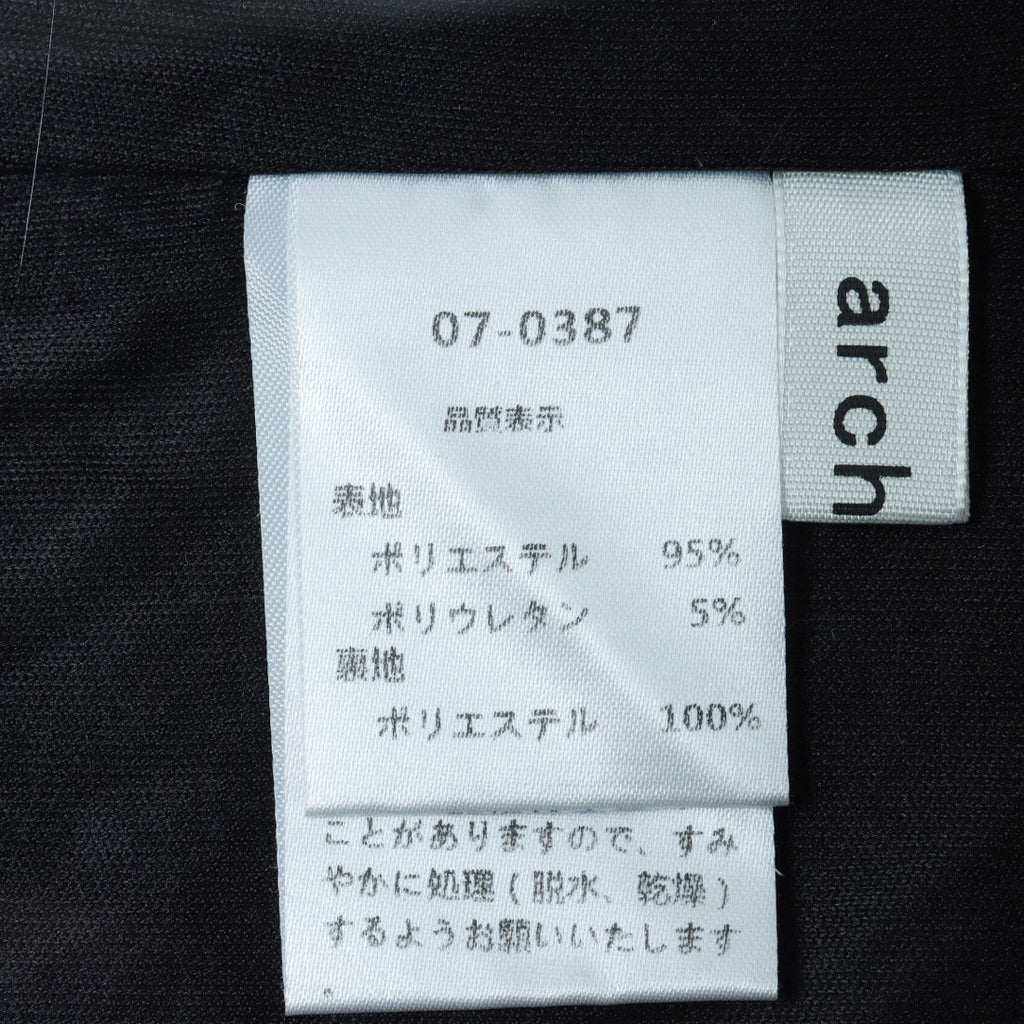 07-0387
品質表示
表地
ポリエステル 95%
ポリウレタン 5%
裏地
ポリエステル 100%
ことがありますので、すみ
やかに処理(脱水、乾燥)
するようお願いいたします
。
arch